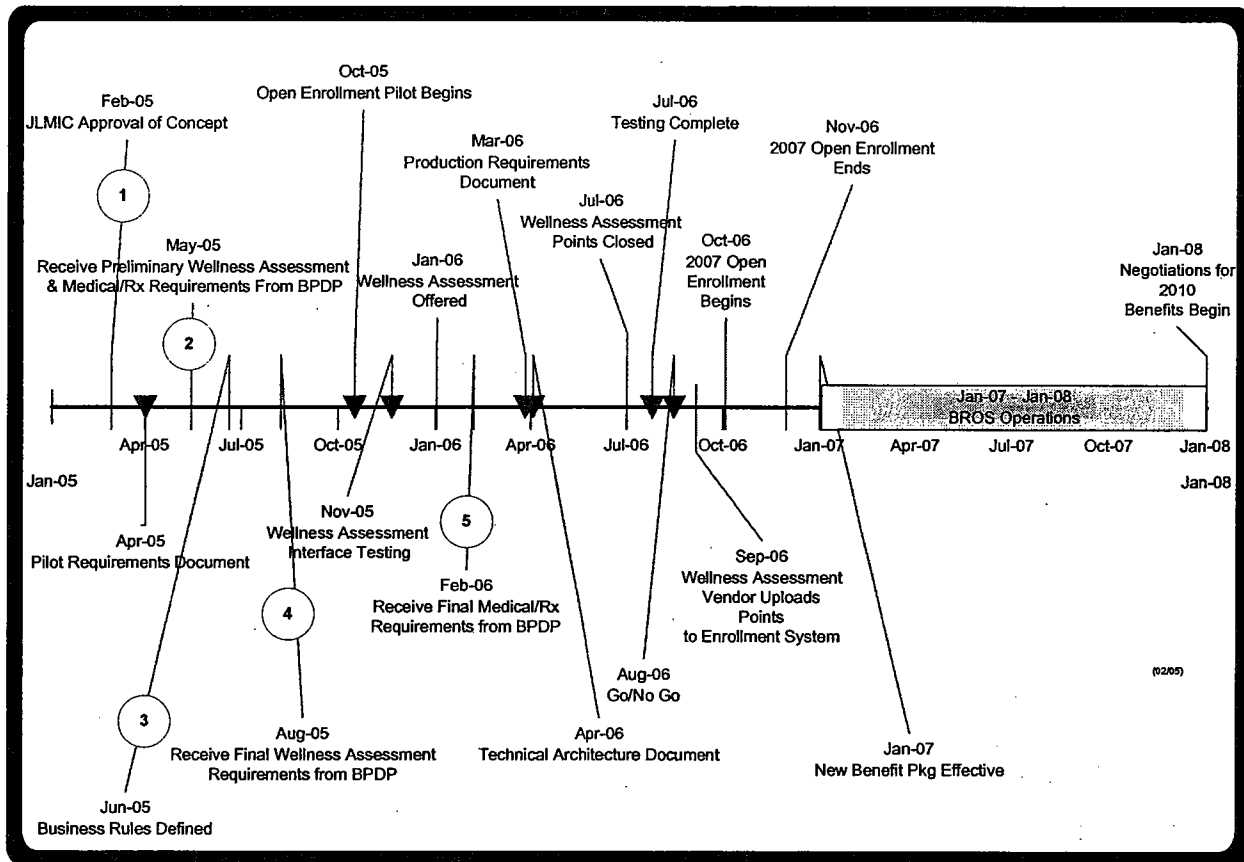 Oct-05
Open Enrollment Pilot Begins
Feb-05
JLMIC Approval of Concept
Jul-06
Testing Complete
Nov-06
2007 Open Enrollment
Ends
Mar-06
Production Requirements
Document
1
Jul-06
Wellness Assessment
Points Closed
May-05
Receive Preliminary Wellness Assessment
& Medical/Rx Requirements From BPDP
Jan-06
Wellness Assessment
Offered
Oct-06
2007 Open
Enrollment
Begins
Jan-08
Negotiations for
2010
Benefits Begin
2
Jan-07 - Jan-08
BROS Operations
Apr-05
Jul-05
Oct-05
Jan-06
Apr-06
Jul-06
Oct-06
Jan-07
Apr-07
Jul-07
Oct-07
Jan-08
Jan-05
Jan-08
Nov-05
Wellness Assessment
Interface Testing
5
Apr-05
Pilot Requirements Document
Sep-06
Wellness Assessment
Vendor Uploads
Points
to Enrollment System
Feb-06
Receive Final Medical/Rx
Requirements from BPDP
4
Aug-06
Go/No Go
(02/05)
3
Aug-05
Receive Final Wellness Assessment
Requirements from BPDP
Apr-06
Technical Architecture Document
Jan-07
New Benefit Pkg Effective
Jun-05
Business Rules Defined